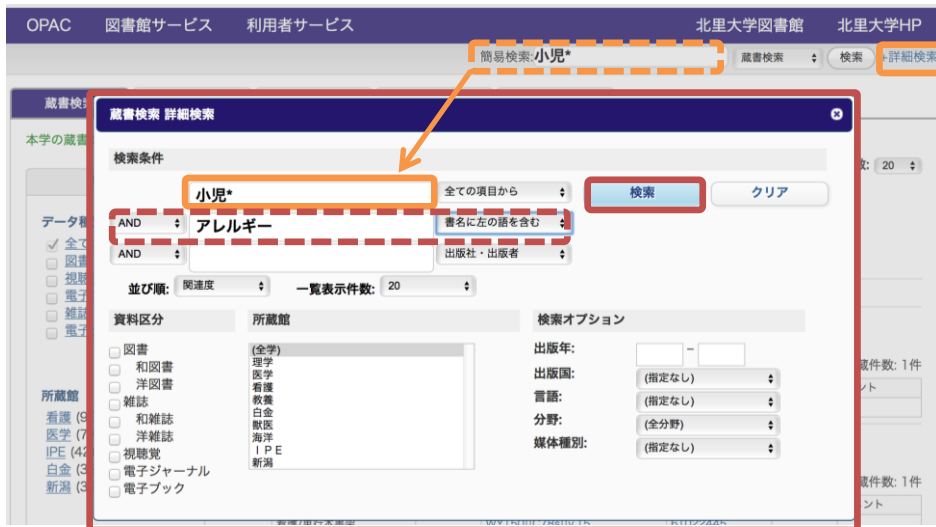 OPAC 図書館サービス 利用者サービス 北里大学図書館 北里大学HP
簡易検索:小児* 蔵書検索 検索 詳細検索
蔵書検
蔵書検索 詳細検索
本学の蔵書
検索条件
数: 20
小児* 全ての項目から 検索 クリア
AND アレルギー 書名に左の語を含む
AND 出版社・出版者
並び順: 関連度 一覧表示件数: 20
データ種
全て
図書
視聴
電子
雑誌
電子
資料区分 所蔵館 検索オプション
図書
和図書
洋図書
雑誌
和雑誌
洋雑誌
視聴覚
電子ジャーナル
電子ブック
(全学)
理学
医学
看護
教養
白金
獣医
海洋
IPE
新潟
出版年: –
出版国: (指定なし)
言語: (指定なし)
分野: (全分野)
媒体種別: (指定なし)
所蔵館
看護 (9
医学 (7
IPE (42
白金 (3
新潟 (3
蔵件数: 1件
ント
蔵件数: 1件
ント